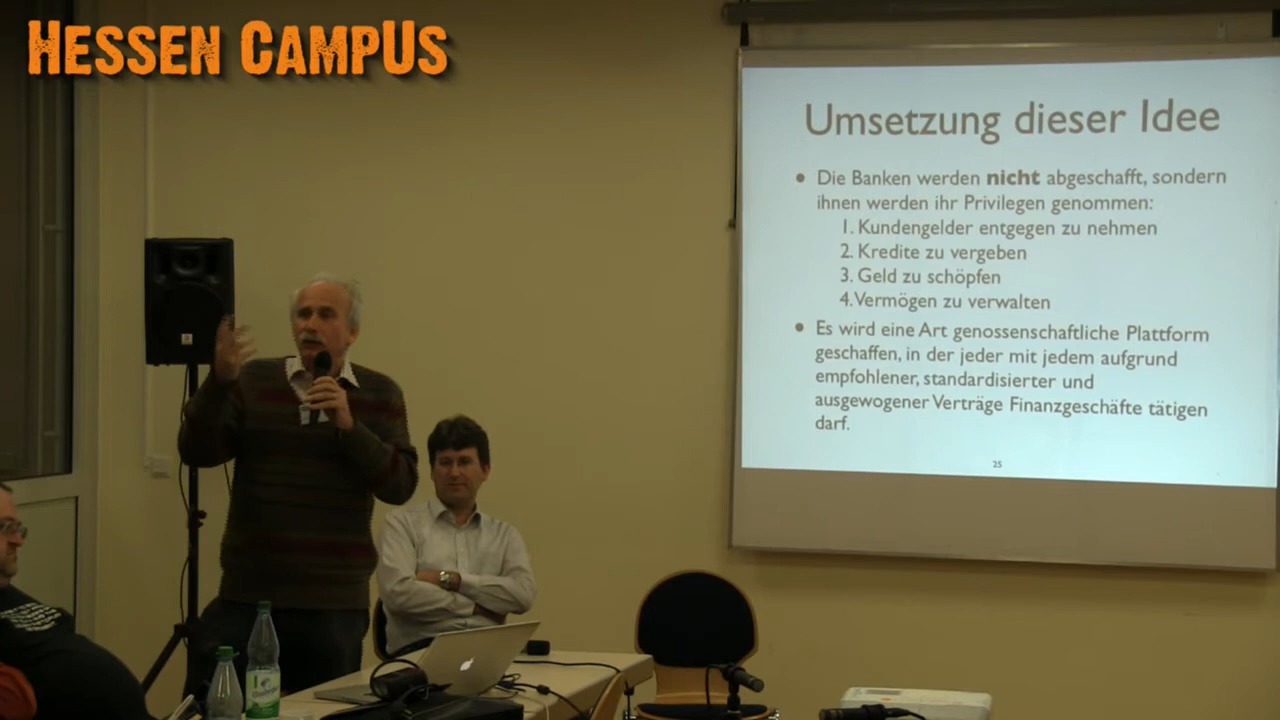 HESSEN CAMPUS
Umsetzung dieser Idee
• Die Banken werden nicht abgeschafft, sondern
ihnen werden ihr Privilegen genommen:
1. Kundengelder entgegen zu nehmen
2. Kredite zu vergeben
3. Geld zu schöpfen
4. Vermögen zu verwalten
• Es wird eine Art genossenschaftliche Plattform
geschaffen, in der jeder mit jedem aufgrund
empfohlener, standardisierter und
ausgewogener Verträge Finanzgeschäfte tätigen
darf.
25